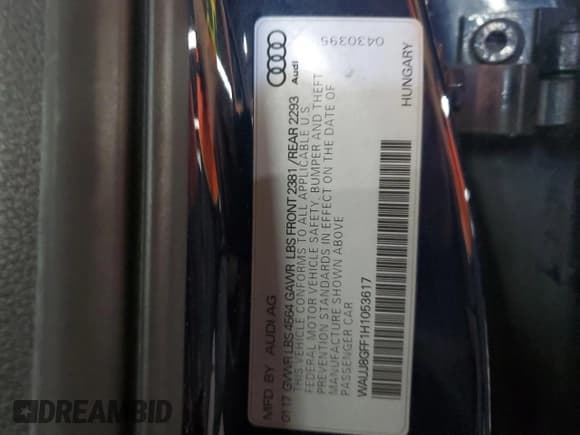 MFD BY AUDI AG
01/17 GVWR LBS 4564 GAWR LBS FRONT 2381 /REAR 2293
THIS VEHICLE CONFORMS TO ALL APPLICABLE U.S.
FEDERAL MOTOR VEHICLE SAFETY, BUMPER AND THEFT
PREVENTION STANDARDS IN EFFECT ON THE DATE OF
MANUFACTURE SHOWN ABOVE
PASSENGER CAR
WAUJ8GFF1H1053617
HUNGARY
Audi
0430395
DREAMBID